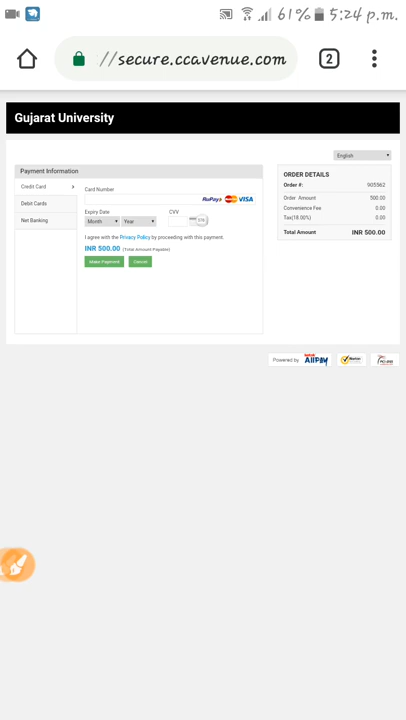 61% 5:24 p.m.
//secure.ccavenue.com
2
Gujarat University
English
Payment Information
Credit Card
Debit Cards
Net Banking
Card Number
RuPay VISA
Expiry Date CVV
Month Year
I agree with the Privacy Policy by proceeding with this payment.
INR 500.00 (Total Amount Payable)
Make Payment Cancel
ORDER DETAILS
Order #: 905962
Order Amount 500.00
Convenience Fee 0.00
Tax(18.00%) 0.00
Total Amount INR 500.00
Powered by AllPAY Norton